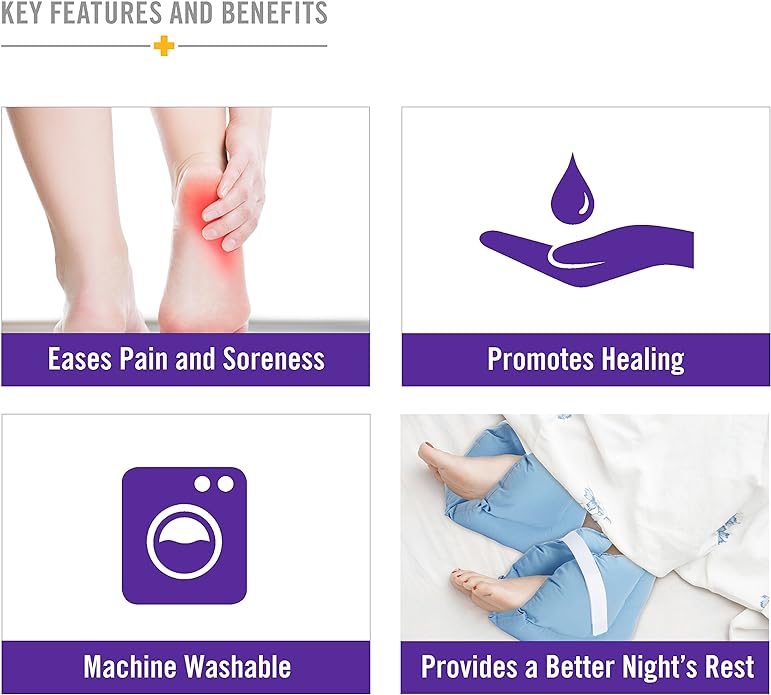 KEY FEATURES AND BENEFITS
Eases Pain and Soreness
Promotes Healing
Machine Washable
Provides a Better Night's Rest